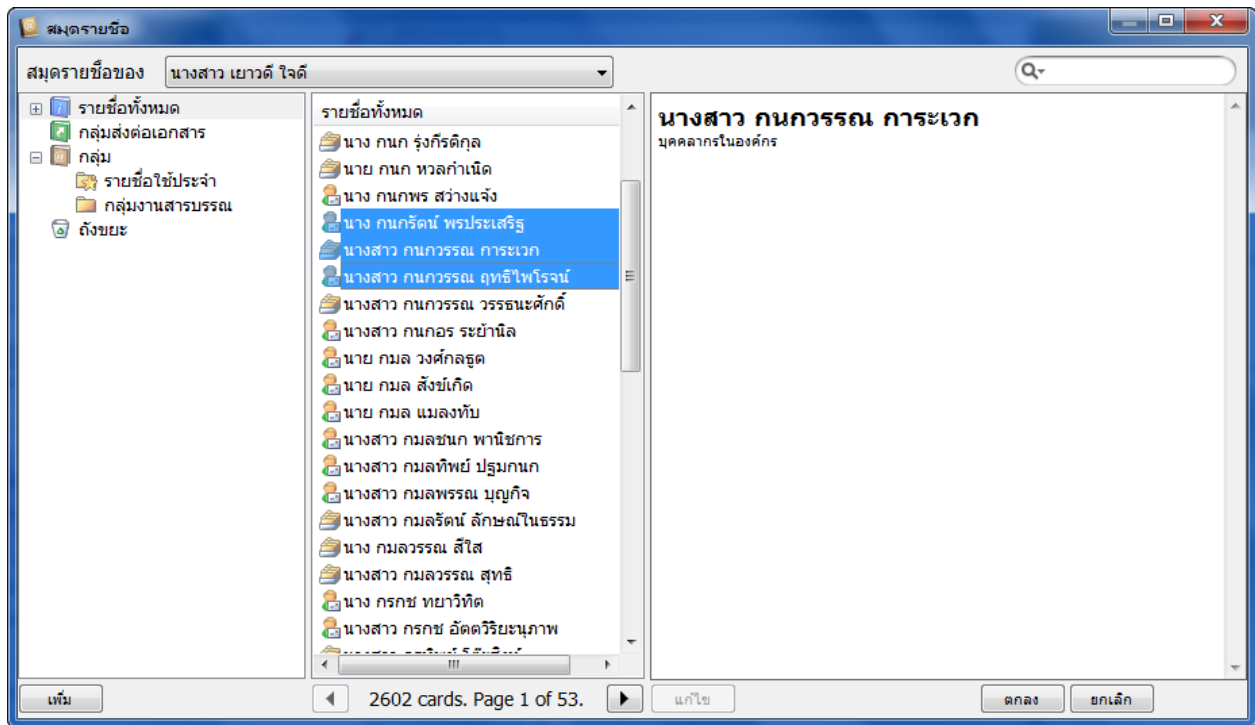 สมุดรายชื่อ
สมุดรายชื่อของ นางสาว เยาวดี ใจดี
รายชื่อทั้งหมด
กลุ่มส่งต่อเอกสาร
กลุ่ม
รายชื่อใช้ประจำ
กลุ่มงานสารบรรณ
ถังขยะ
เพิ่ม
รายชื่อทั้งหมด
นาง กนก รุ่งกีรติกุล
นาย กนก หวลกำเนิด
นาง กนกพร สว่างแจ้ง
นาง กนกรัตน์ พรประเสริฐ
นางสาว กนกวรรณ การะเวก
นางสาว กนกวรรณ ฤทธิไพโรจน์
นางสาว กนกวรรณ วรรธนะศักดิ์
นางสาว กนกอร ระย้านิล
นาย กมล วงศ์กลธูต
นาย กมล สังข์เกิด
นาย กมล แมลงทับ
นางสาว กมลชนก พานิชการ
นางสาว กมลทิพย์ ปฐมกนก
นางสาว กมลพรรณ บุญกิจ
นางสาว กมลรัตน์ ลักษณ์ในธรรม
นาง กมลวรรณ สีใส
นางสาว กมลวรรณ สุทธิ
นาง กรกช ทยาวิทิต
นางสาว กรกช อัตตวิริยะนุภาพ
2602 cards. Page 1 of 53.
นางสาว กนกวรรณ การะเวก
บุคคลากรในองค์กร
แก้ไข
ตกลง
ยกเลิก